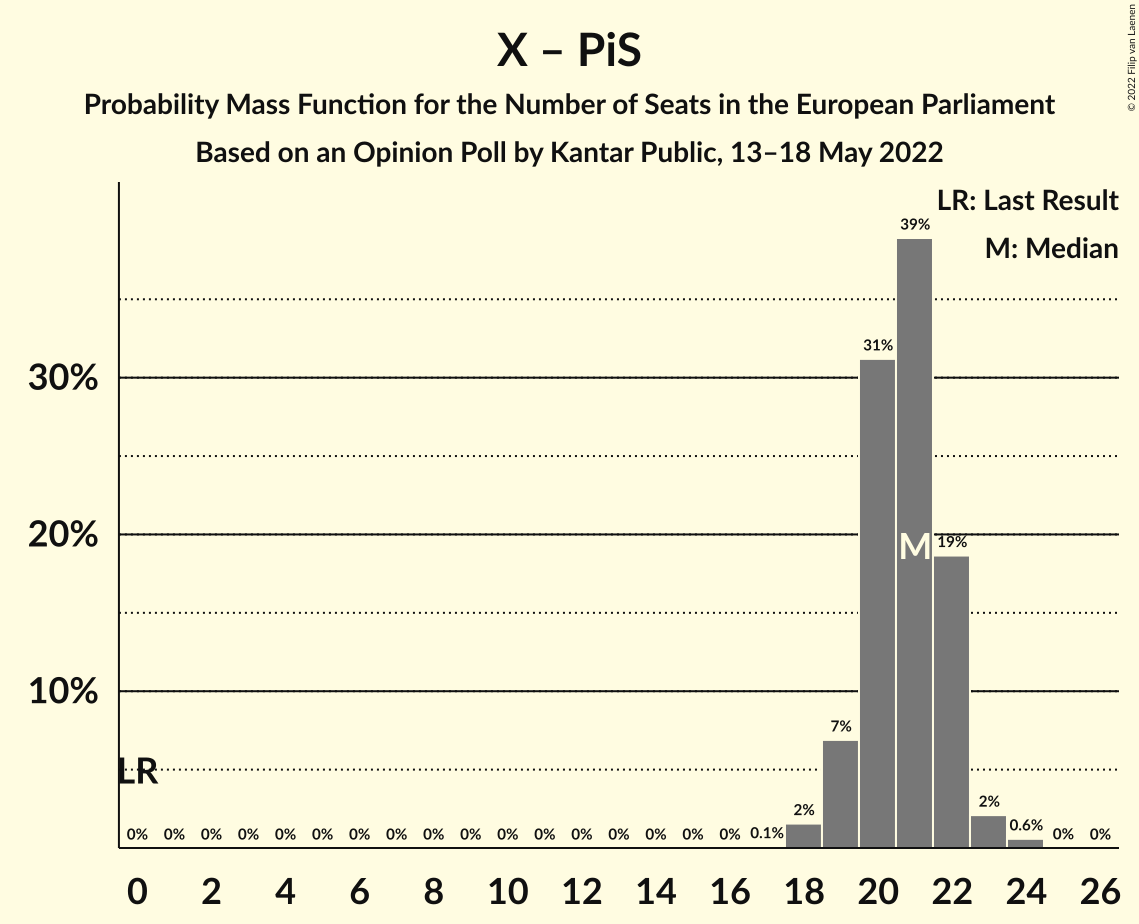 X – PiS
Probability Mass Function for the Number of Seats in the European Parliament
Based on an Opinion Poll by Kantar Public, 13–18 May 2022
© 2022 Filip van Laenen
LR: Last Result
M: Median
39%
31%
30%
20%
M
19%
10%
7%
LR
0% 0% 0% 0% 0% 0% 0% 0% 0% 0% 0% 0% 0% 0% 0% 0% 0% 0.1% 2% 2% 0.6% 0% 0%
0 2 4 6 8 10 12 14 16 18 20 22 24 26